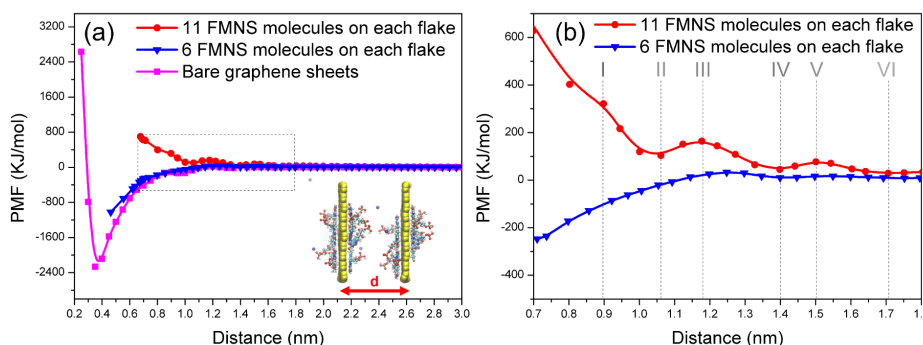 (a)
11 FMNS molecules on each flake
6 FMNS molecules on each flake
Bare graphene sheets
3200
2400
1600
800
0
-800
-1600
-2400
PMF (KJ/mol)
d
0.2 0.4 0.6 0.8 1.0 1.2 1.4 1.6 1.8 2.0 2.2 2.4 2.6 2.8 3.0
Distance (nm)
(b)
11 FMNS molecules on each flake
6 FMNS molecules on each flake
I II III IV V VI
600
400
200
0
-200
-400
PMF (KJ/mol)
0.7 0.8 0.9 1.0 1.1 1.2 1.3 1.4 1.5 1.6 1.7
Distance (nm)